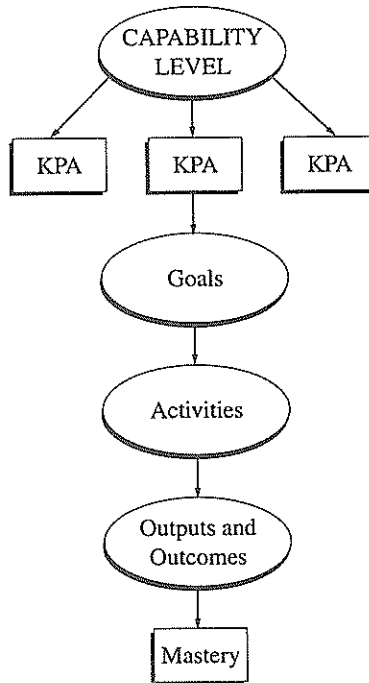 CAPABILITY
LEVEL
KPA
KPA
KPA
Goals
Activities
Outputs and
Outcomes
Mastery